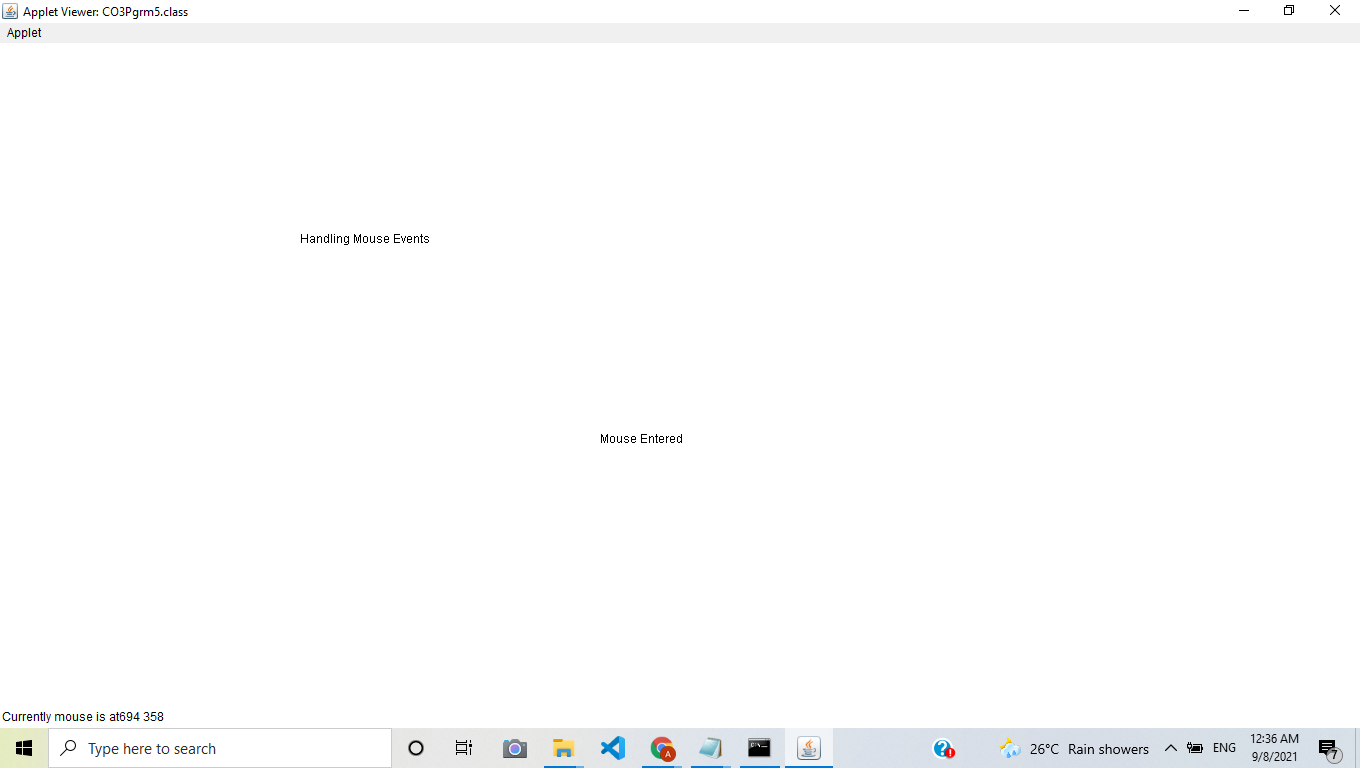 Applet Viewer: CO3Pgrm5.class
Applet
Handling Mouse Events
Mouse Entered
Currently mouse is at694 358
Type here to search
A
C:\._
26°C Rain showers
ENG
12:36 AM
9/8/2021
7